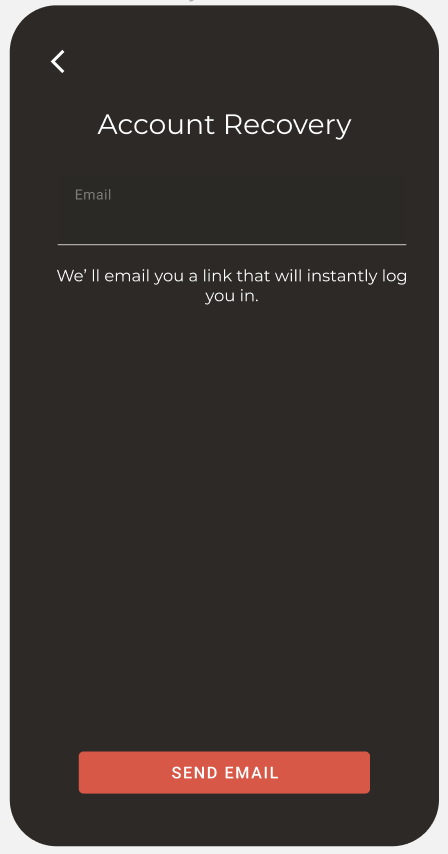 Account Recovery
Email
We' ll email you a link that will instantly log
you in.
SEND EMAIL